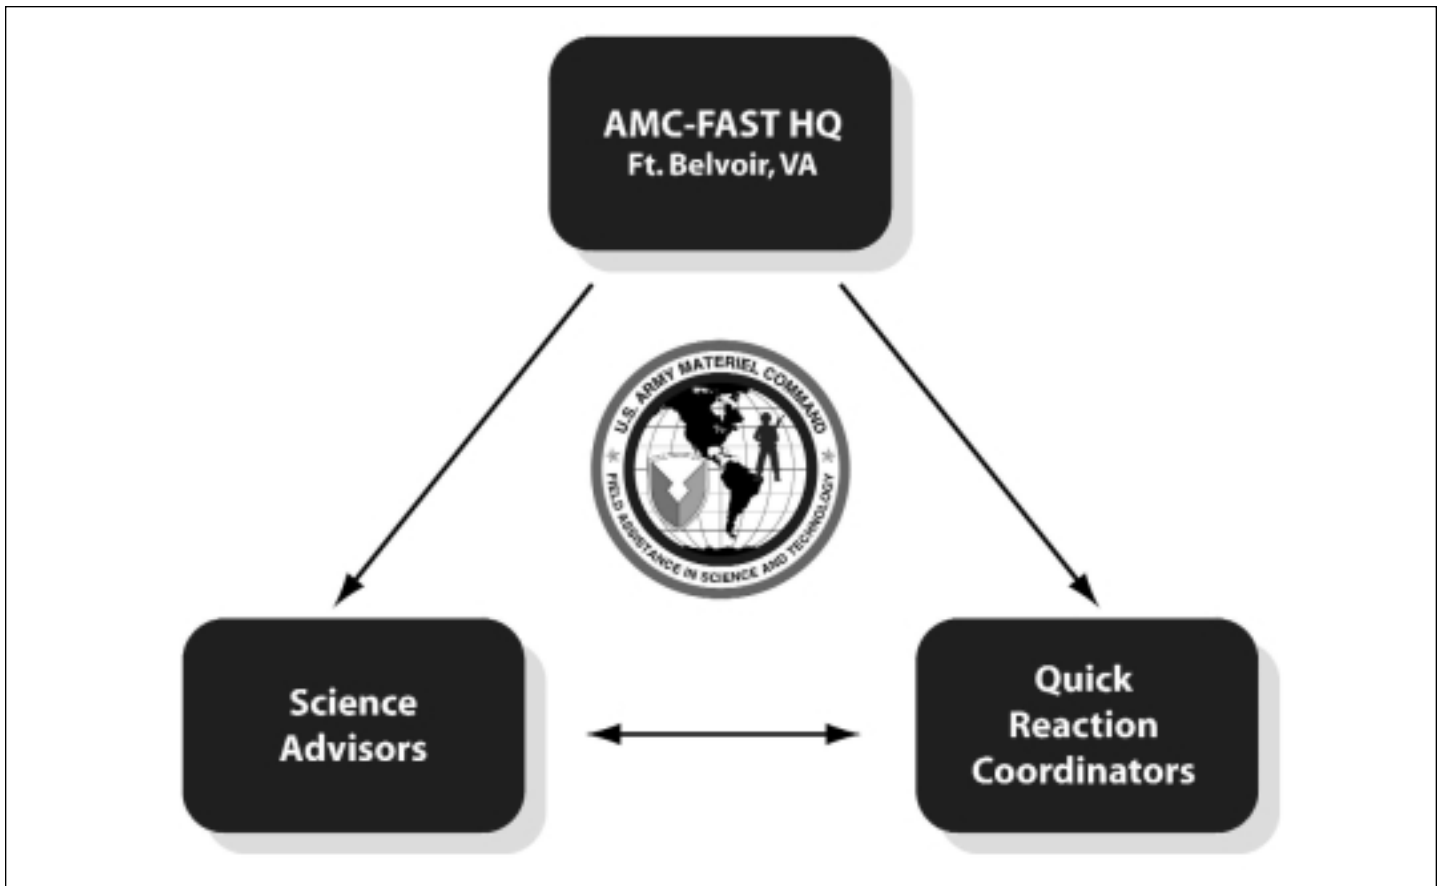 AMC-FAST HQ
Ft. Belvoir, VA
U.S. ARMY MATERIEL COMMAND
FIELD ASSISTANCE IN SCIENCE AND TECHNOLOGY
Science
Advisors
Quick
Reaction
Coordinators